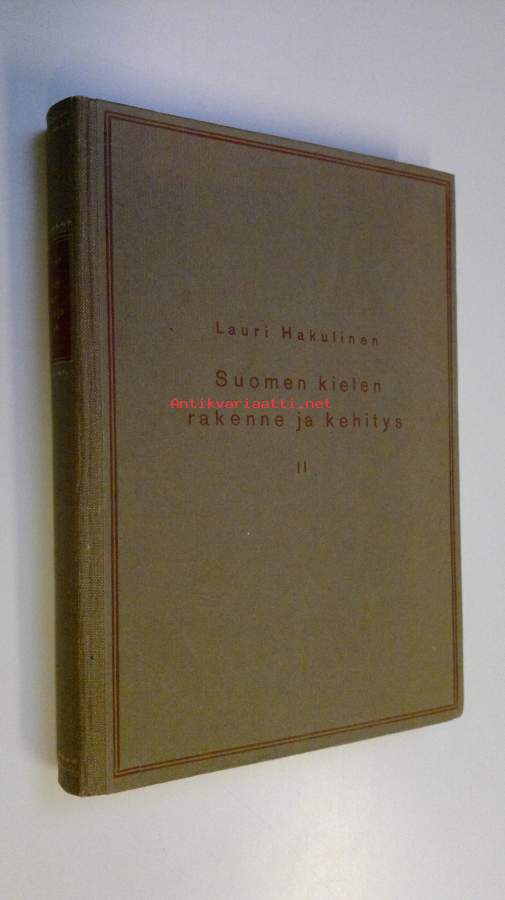 Lauri Hakulinen
Suomen kielen
Antikvariaatti.net
rakenne ja kehitys
II